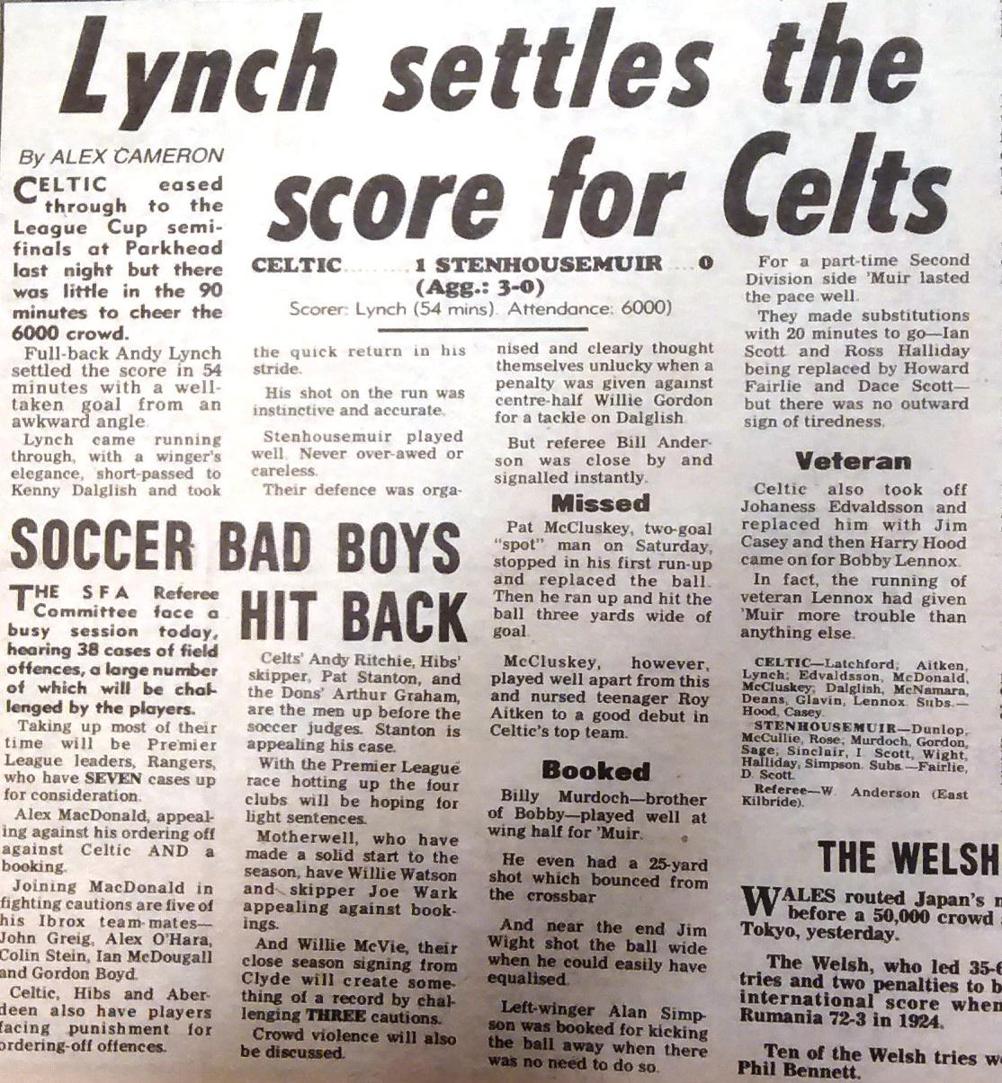 Lynch settles the
score for Celts
By ALEX CAMERON
CELTIC eased
through to the
League Cup semi-
finals at Parkhead
last night but there
was little in the 90
minutes to cheer the
6000 crowd.
Full-back Andy Lynch
settled the score in 54
minutes with a well-
taken goal from an
awkward angle.
Lynch came running
through, with a winger's
elegance, short-passed to
Kenny Dalglish and took
CELTIC ........ 1 STENHOUSEMUIR .... 0
(Agg.: 3-0)
Scorer: Lynch (54 mins). Attendance: 6000)
the quick return in his
stride.
His shot on the run was
instinctive and accurate.
Stenhousemuir played
well. Never over-awed or
careless.
Their defence was orga-
nised and clearly thought
themselves unlucky when a
penalty was given against
centre-half Willie Gordon
for a tackle on Dalglish.
But referee Bill Ander-
son was close by and
signalled instantly.
Missed
Pat McCluskey, two-goal
"spot" man on Saturday,
stopped in his first run-up
and replaced the ball.
Then he ran up and hit the
ball three yards wide of
goal.
McCluskey, however,
played well apart from this
and nursed teenager Roy
Aitken to a good debut in
Celtic's top team.
Booked
Billy Murdoch—brother
of Bobby—played well at
wing half for 'Muir.
He even had a 25-yard
shot which bounced from
the crossbar
And near the end Jim
Wight shot the ball wide
when he could easily have
equalised.
Left-winger Alan Simp-
son was booked for kicking
the ball away when there
was no need to do so.
For a part-time Second
Division side 'Muir lasted
the pace well.
They made substitutions
with 20 minutes to go—Ian
Scott and Ross Halliday
being replaced by Howard
Fairlie and Dace Scott—
but there was no outward
sign of tiredness.
Veteran
Celtic also took off
Johaness Edvaldsson and
replaced him with Jim
Casey and then Harry Hood
came on for Bobby Lennox.
In fact, the running of
veteran Lennox had given
'Muir more trouble than
anything else.
CELTIC—Latchford; Aitken,
Lynch; Edvaldsson, McDonald,
McCluskey; Dalglish, McNamara,
Deans, Glavin, Lennox. Subs.—
Hood, Casey.
STENHOUSEMUIR—Dunlop,
McCullie, Rose; Murdoch, Gordon,
Sage; Sinclair, I. Scott, Wight,
Halliday, Simpson. Subs.—Fairlie,
D. Scott.
Referee—W. Anderson (East
Kilbride).
SOCCER BAD BOYS
HIT BACK
THE SFA Referee
Committee face a
busy session today,
hearing 38 cases of field
offences, a large number
of which will be chal-
lenged by the players.
Taking up most of their
time will be Premier
League leaders, Rangers,
who have SEVEN cases up
for consideration.
Alex MacDonald, appeal-
ing against his ordering off
against Celtic AND a
booking.
Joining MacDonald in
fighting cautions are five of
his Ibrox team-mates—
John Greig, Alex O'Hara,
Colin Stein, Ian McDougall
and Gordon Boyd.
Celtic, Hibs and Aber-
deen also have players
facing punishment for
ordering-off offences.
Celts' Andy Ritchie, Hibs'
skipper, Pat Stanton, and
the Dons' Arthur Graham,
are the men up before the
soccer judges. Stanton is
appealing his case.
With the Premier League
race hotting up the four
clubs will be hoping for
light sentences.
Motherwell, who have
made a solid start to the
season, have Willie Watson
and skipper Joe Wark
appealing against book-
ings.
And Willie McVie, their
close season signing from
Clyde will create some-
thing of a record by chal-
lenging THREE cautions.
Crowd violence will also
be discussed.
THE WELSH
WALES routed Japan's
before a 50,000 crowd
Tokyo, yesterday.
The Welsh, who led 35-6
tries and two penalties to b
international score when
Rumania 72-3 in 1924.
Ten of the Welsh tries w
Phil Bennett.